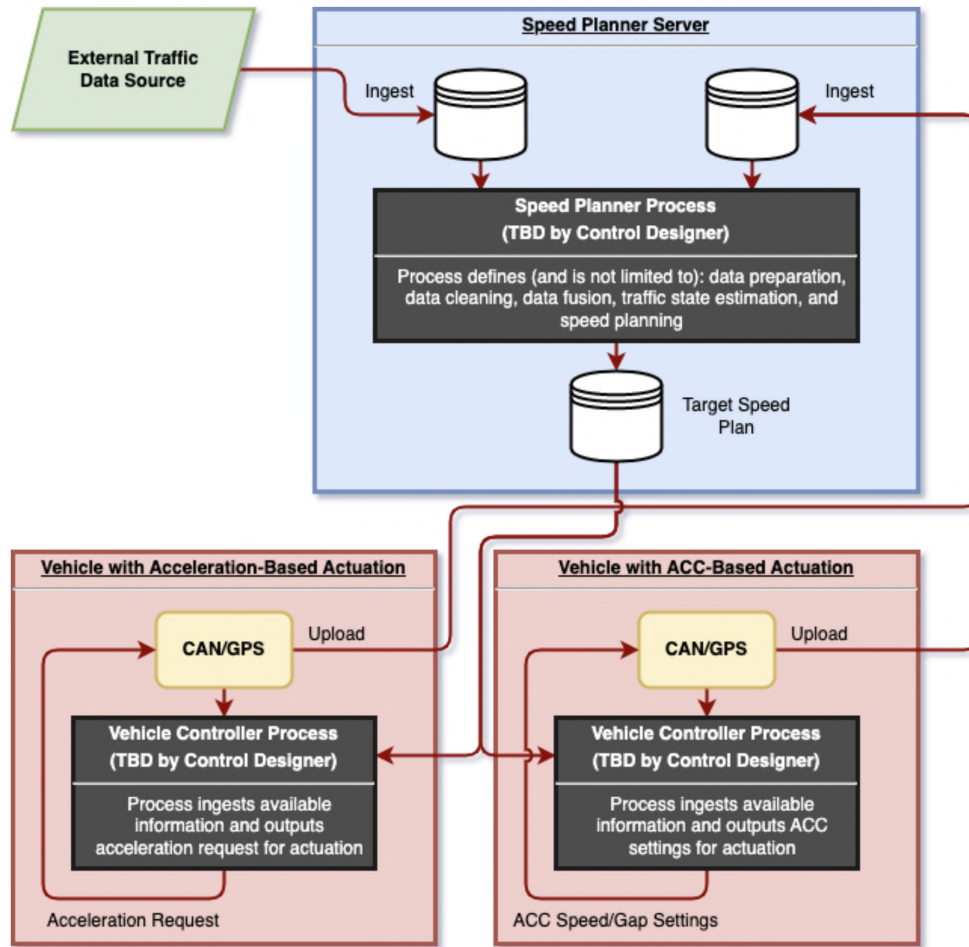 Speed Planner Server
External Traffic
Data Source
Ingest
Ingest
Speed Planner Process
(TBD by Control Designer)
Process defines (and is not limited to): data preparation,
data cleaning, data fusion, traffic state estimation, and
speed planning
Target Speed
Plan
Vehicle with Acceleration-Based Actuation
CAN/GPS
Upload
Vehicle Controller Process
(TBD by Control Designer)
Process ingests available
information and outputs
acceleration request for actuation
Acceleration Request
Vehicle with ACC-Based Actuation
CAN/GPS
Upload
Vehicle Controller Process
(TBD by Control Designer)
Process ingests available
information and outputs ACC
settings for actuation
ACC Speed/Gap Settings